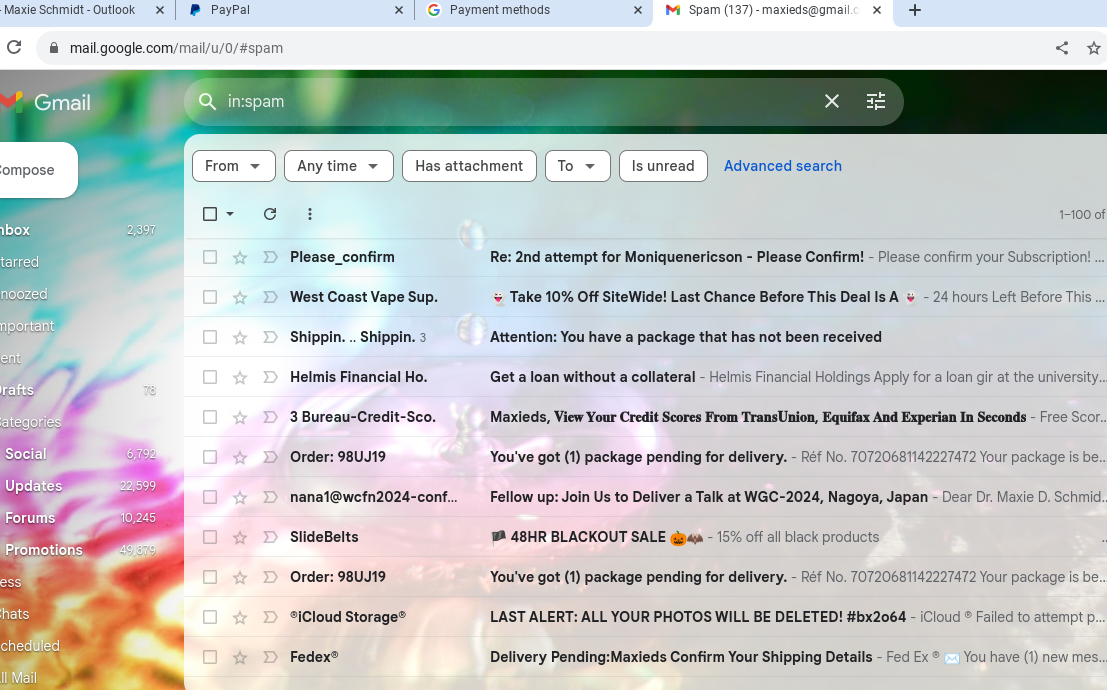 - Maxie Schmidt - Outlook
PayPal
Payment methods
Spam (137) - maxieds@gmail.c
mail.google.com/mail/u/0/#spam
Gmail
in:spam
Compose
From
Any time
Has attachment
To
Is unread
Advanced search
1–100 of
nbox 2,397
tarred
noozed
mportant
ent
rafts 78
ategories
Social 6,792
Updates 22,599
Forums 10,245
Promotions 49,679
ess
hats
cheduled
ll Mail
Please_confirm Re: 2nd attempt for Moniquenericson - Please Confirm! - Please confirm your Subscription! ...
West Coast Vape Sup. 👻 Take 10% Off SiteWide! Last Chance Before This Deal Is A 👻 - 24 hours Left Before This ...
Shippin. .. Shippin. 3 Attention: You have a package that has not been received
Helmis Financial Ho. Get a loan without a collateral - Helmis Financial Holdings Apply for a loan gir at the university...
3 Bureau-Credit-Sco. Maxieds, 𝐕𝐢𝐞𝐰 𝐘𝐨𝐮𝐫 𝐂𝐫𝐞𝐝𝐢𝐭 𝐒𝐜𝐨𝐫𝐞𝐬 𝐅𝐫𝐨𝐦 𝐓𝐫𝐚𝐧𝐬𝐔𝐧𝐢𝐨𝐧, 𝐄𝐪𝐮𝐢𝐟𝐚𝐱 𝐀𝐧𝐝 𝐄𝐱𝐩𝐞𝐫𝐢𝐚𝐧 𝐈𝐧 𝐒𝐞𝐜𝐨𝐧𝐝𝐬 - Free Scor...
Order: 98UJ19 You've got (1) package pending for delivery. - Réf No. 70720681142227472 Your package is be...
nana1@wcfn2024-conf... Fellow up: Join Us to Deliver a Talk at WGC-2024, Nagoya, Japan - Dear Dr. Maxie D. Schmid...
SlideBelts 🏴 48HR BLACKOUT SALE 🎃🦇 - 15% off all black products
Order: 98UJ19 You've got (1) package pending for delivery. - Réf No. 70720681142227472 Your package is be...
®iCloud Storage® LAST ALERT: ALL YOUR PHOTOS WILL BE DELETED! #bx2o64 - iCloud ® Failed to attempt p...
Fedex® Delivery Pending:Maxieds Confirm Your Shipping Details - Fed Ex ® ✉️ You have (1) new mes...